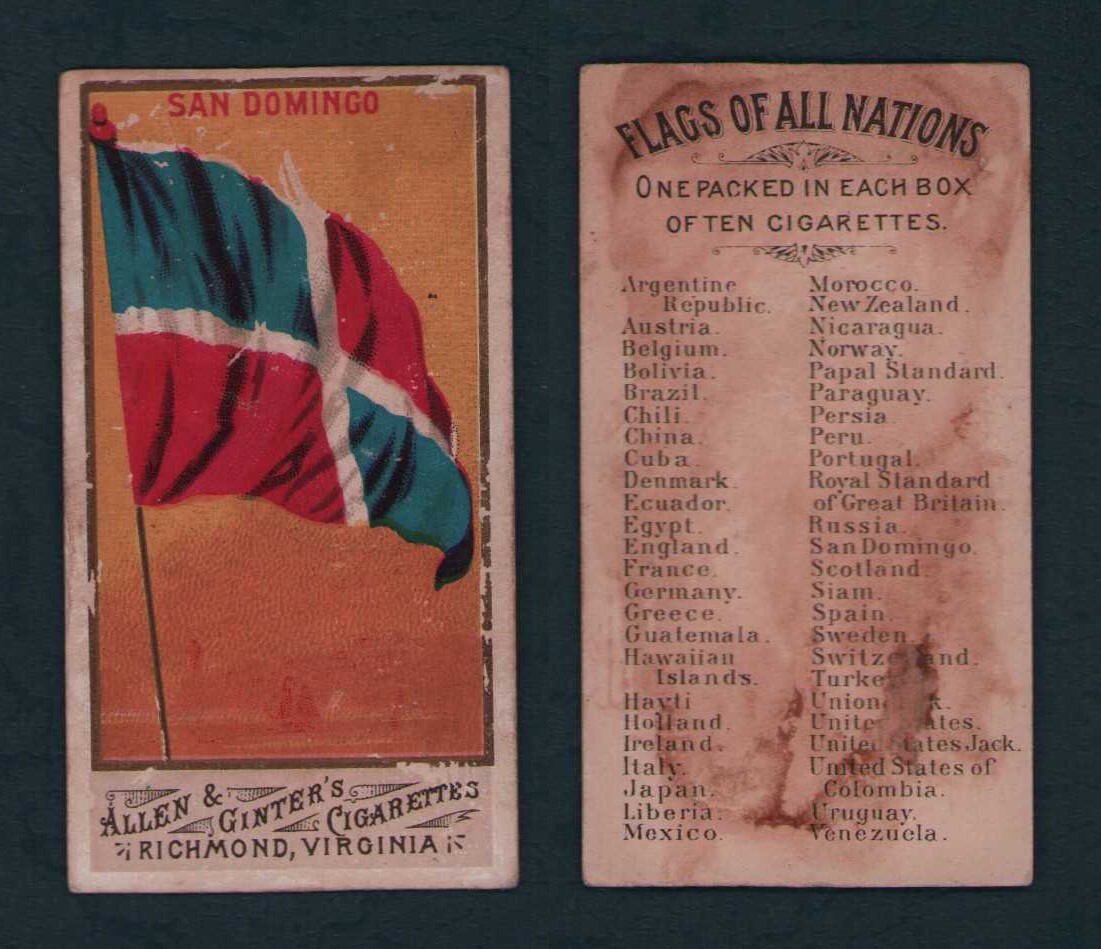 SAN DOMINGO
ALLEN & GINTER'S CIGARETTES
RICHMOND, VIRGINIA
FLAGS OF ALL NATIONS
ONE PACKED IN EACH BOX
OF TEN CIGARETTES.
Argentine
Republic.
Austria.
Belgium.
Bolivia.
Brazil.
Chili.
China.
Cuba.
Denmark.
Ecuador.
Egypt.
England.
France.
Germany.
Greece.
Guatemala.
Hawaiian
Islands.
Hayti
Holland.
Ireland.
Italy.
Japan.
Liberia.
Mexico.
Morocco.
New Zealand.
Nicaragua.
Norway.
Papal Standard.
Paraguay.
Persia
Peru.
Portugal.
Royal Standard
of Great Britain.
Russia.
San Domingo.
Scotland.
Siam.
Spain.
Sweden.
Union
United States Jack.
United States of
Colombia.
Uruguay.
Venezuela.